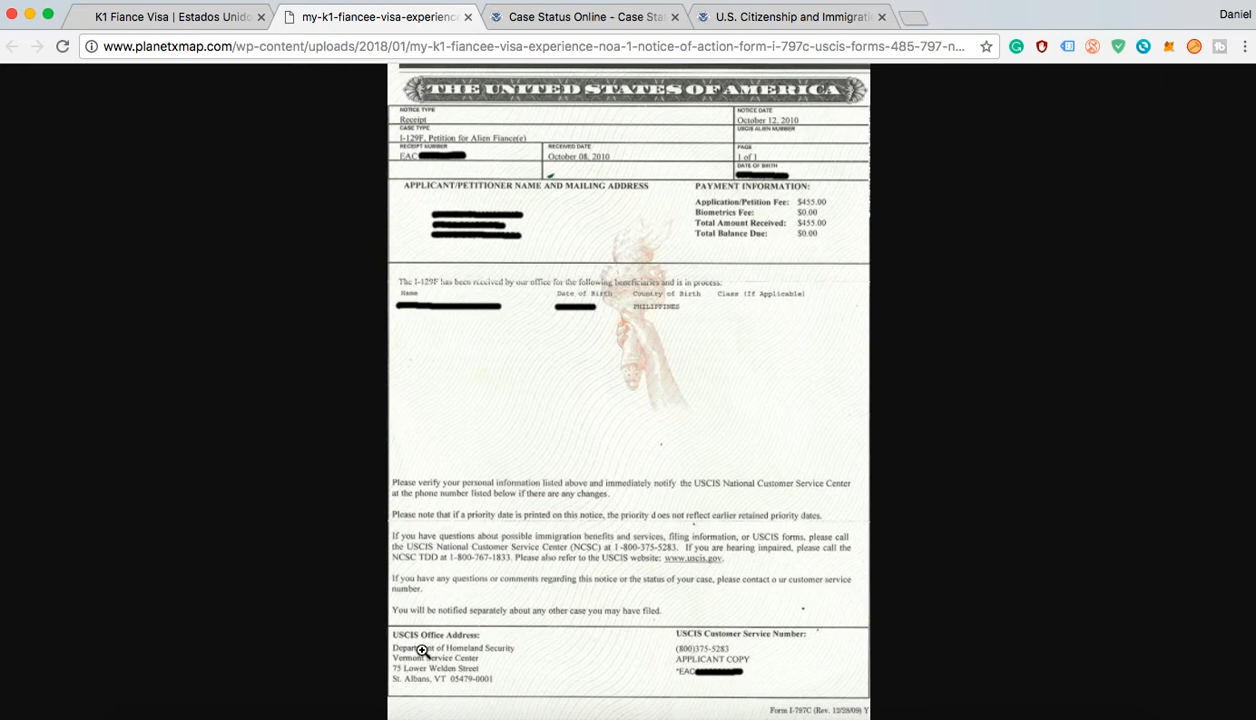 K1 Fiance Visa | Estados Unido
my-k1-fiancee-visa-experience
Case Status Online - Case Sta
U.S. Citizenship and Immigrati
Daniel
www.planetxmap.com/wp-content/uploads/2018/01/my-k1-fiancee-visa-experience-noa-1-notice-of-action-form-i-797c-uscis-forms-485-797-n...
THE UNITED STATES OF AMERICA
NOTICE TYPE
Receipt
NOTICE DATE
October 12, 2010
CASE TYPE
I-129F, Petition for Alien Fiance(e)
USCIS ALIEN NUMBER
RECEIPT NUMBER
EAC
RECEIVED DATE
October 08, 2010
PAGE
1 of 1
DATE OF BIRTH
APPLICANT/PETITIONER NAME AND MAILING ADDRESS
PAYMENT INFORMATION:
Application/Petition Fee: $455.00
Biometrics Fee: $0.00
Total Amount Received: $455.00
Total Balance Due: $0.00
The I-129F has been received by our office for the following beneficiaries and is in process:
Name Date of Birth Country of Birth Class (If Applicable)
PHILIPPINES
Please verify your personal information listed above and immediately notify the USCIS National Customer Service Center
at the phone number listed below if there are any changes.
Please note that if a priority date is printed on this notice, the priority does not reflect earlier retained priority dates.
If you have questions about possible immigration benefits and services, filing information, or USCIS forms, please call
the USCIS National Customer Service Center (NCSC) at 1-800-375-5283. If you are hearing impaired, please call the
NCSC TDD at 1-800-767-1833. Please also refer to the USCIS website: www.uscis.gov.
If you have any questions or comments regarding this notice or the status of your case, please contact our customer service
number.
You will be notified separately about any other case you may have filed.
USCIS Office Address:
Department of Homeland Security
Vermont Service Center
75 Lower Welden Street
St. Albans, VT 05479-0001
USCIS Customer Service Number:
(800)375-5283
APPLICANT COPY
*EAC
Form I-797C (Rev. 12/28/09) Y